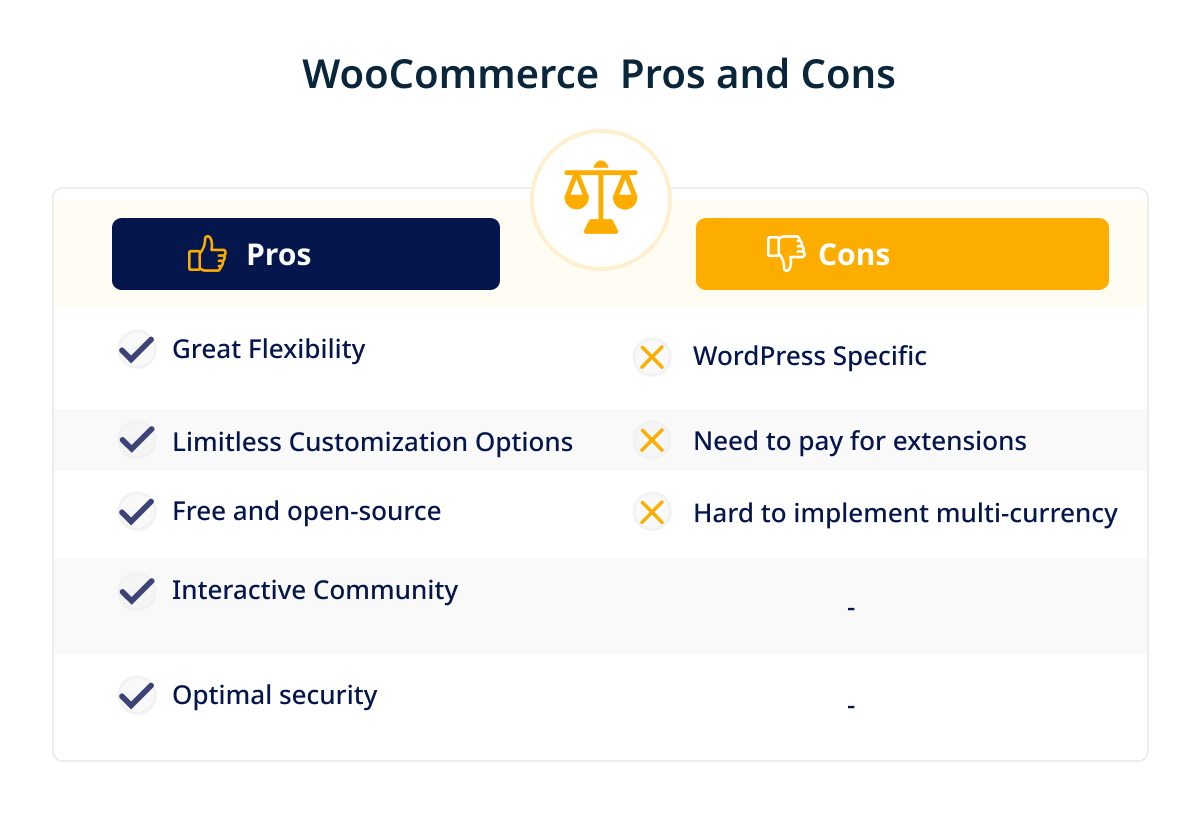 WooCommerce Pros and Cons
Pros
Cons
Great Flexibility
WordPress Specific
Limitless Customization Options
Need to pay for extensions
Free and open-source
Hard to implement multi-currency
Interactive Community
-
Optimal security
-